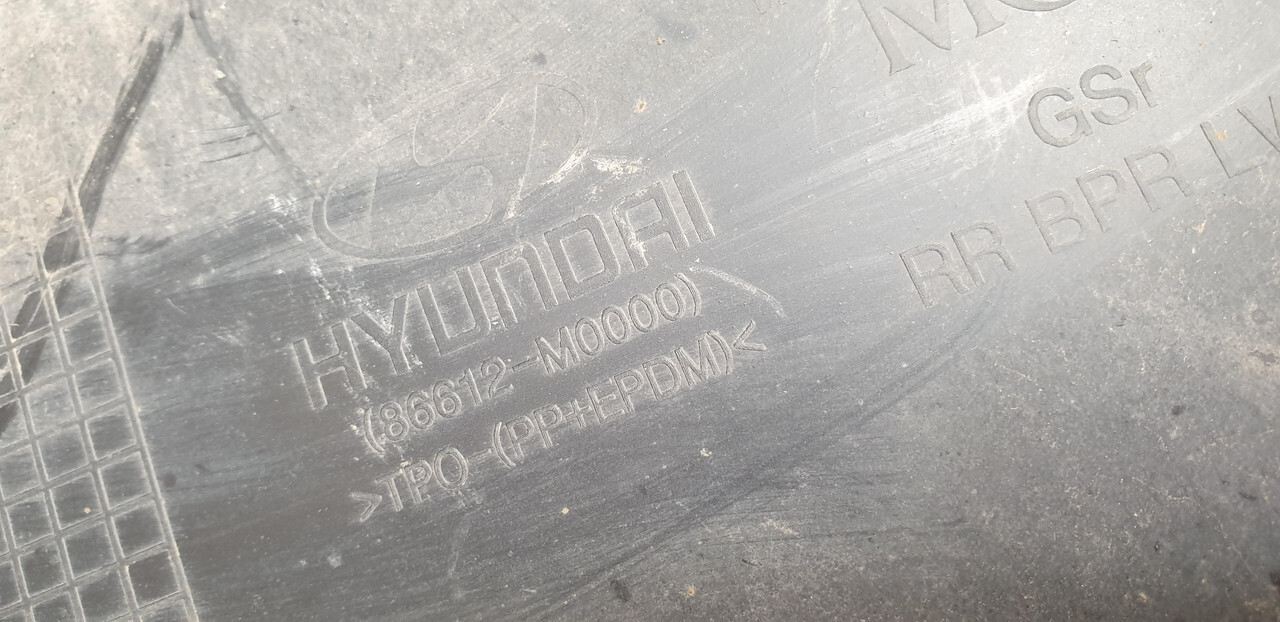 GSr
RR BPR
HYUNDAI
(86612-M0000)
>TPO-(PP+EPDM)<